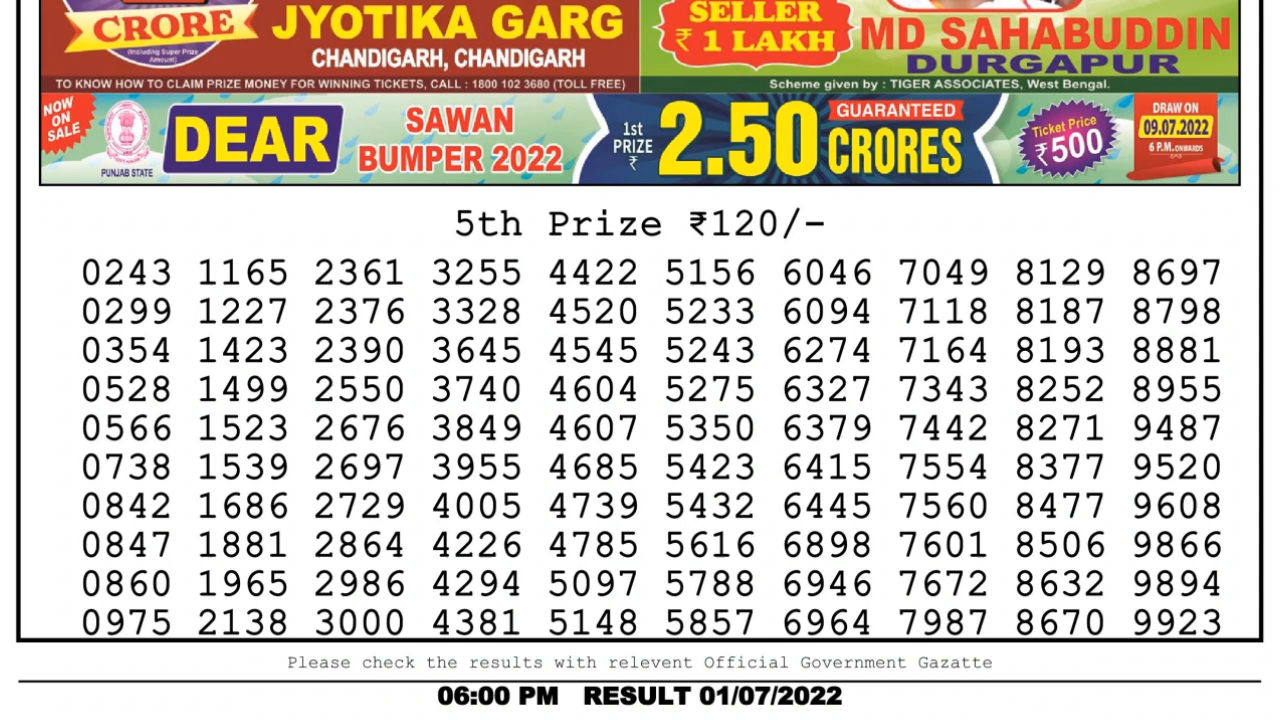 CRORE
(Including Super Prize
Amount)
JYOTIKA GARG
CHANDIGARH, CHANDIGARH
SELLER
₹ 1 LAKH
MD SAHABUDDIN
DURGAPUR
TO KNOW HOW TO CLAIM PRIZE MONEY FOR WINNING TICKETS, CALL : 1800 102 3680 (TOLL FREE)
Scheme given by : TIGER ASSOCIATES, West Bengal.
NOW
ON
SALE
PUNJAB STATE
DEAR
SAWAN
BUMPER 2022
1st
PRIZE
₹
2.50
GUARANTEED
CRORES
Ticket Price
₹500
DRAW ON
09.07.2022
6 P.M. ONWARDS
5th Prize ₹120/-
0243 1165 2361 3255 4422 5156 6046 7049 8129 8697
0299 1227 2376 3328 4520 5233 6094 7118 8187 8798
0354 1423 2390 3645 4545 5243 6274 7164 8193 8881
0528 1499 2550 3740 4604 5275 6327 7343 8252 8955
0566 1523 2676 3849 4607 5350 6379 7442 8271 9487
0738 1539 2697 3955 4685 5423 6415 7554 8377 9520
0842 1686 2729 4005 4739 5432 6445 7560 8477 9608
0847 1881 2864 4226 4785 5616 6898 7601 8506 9866
0860 1965 2986 4294 5097 5788 6946 7672 8632 9894
0975 2138 3000 4381 5148 5857 6964 7987 8670 9923
Please check the results with relevent Official Government Gazatte
06:00 PM RESULT 01/07/2022